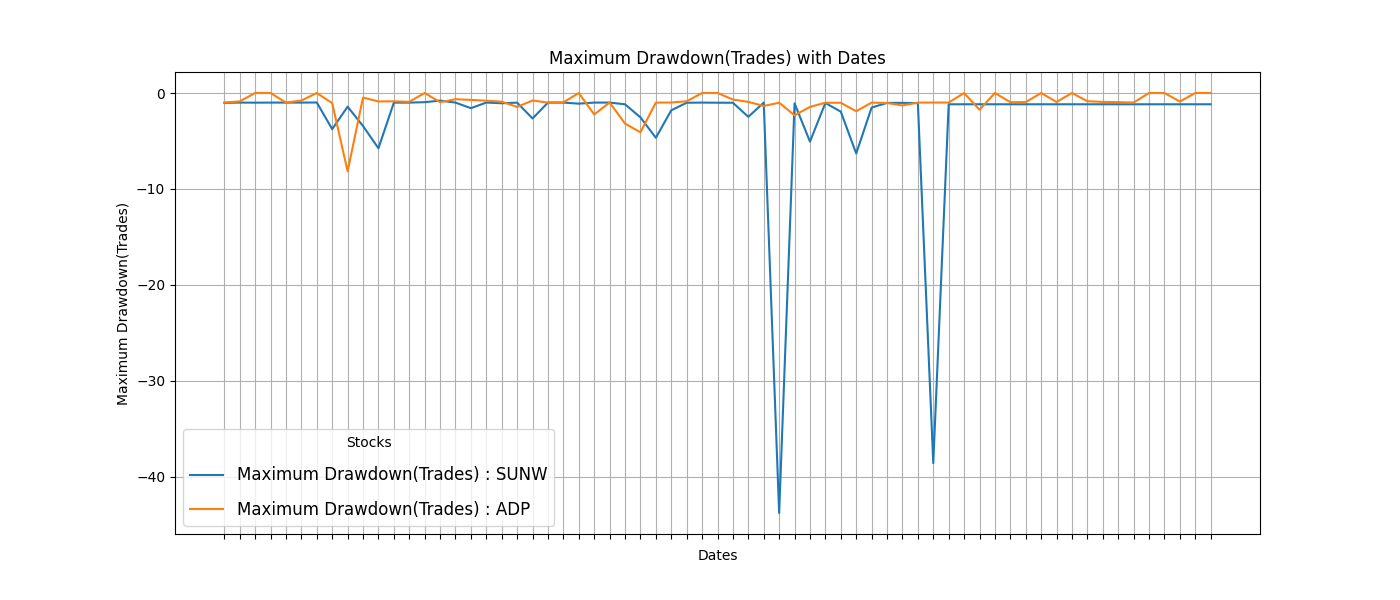 Maximum Drawdown(Trades) with Dates
Maximum Drawdown(Trades)
0
−10
−20
−30
−40
Stocks
Maximum Drawdown(Trades) : SUNW
Maximum Drawdown(Trades) : ADP
Dates